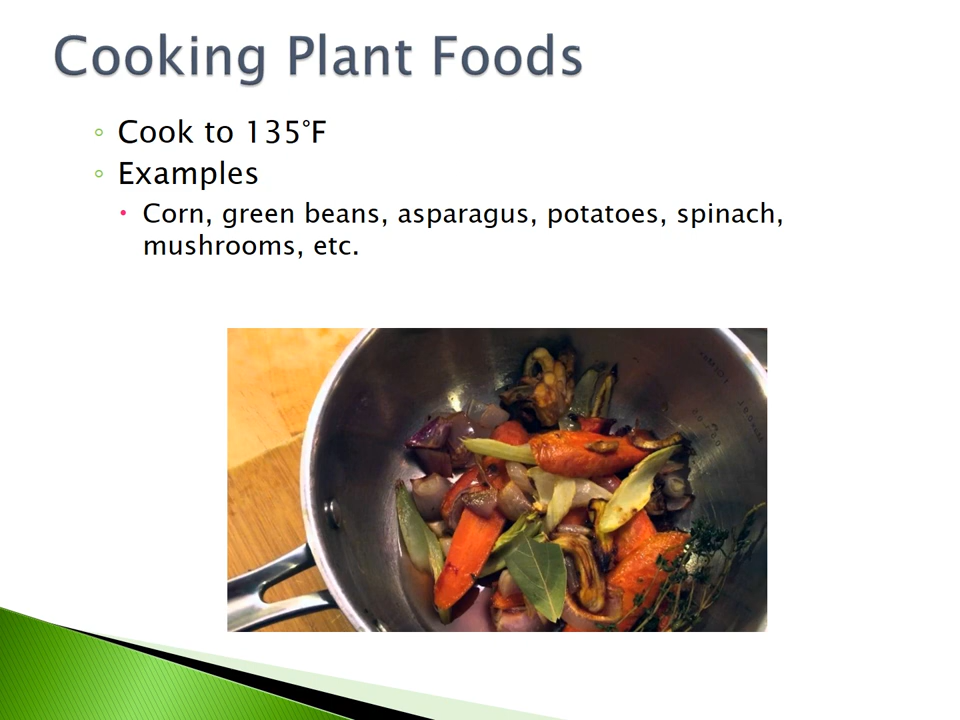 Cooking Plant Foods
◦ Cook to 135°F
◦ Examples
• Corn, green beans, asparagus, potatoes, spinach,
mushrooms, etc.